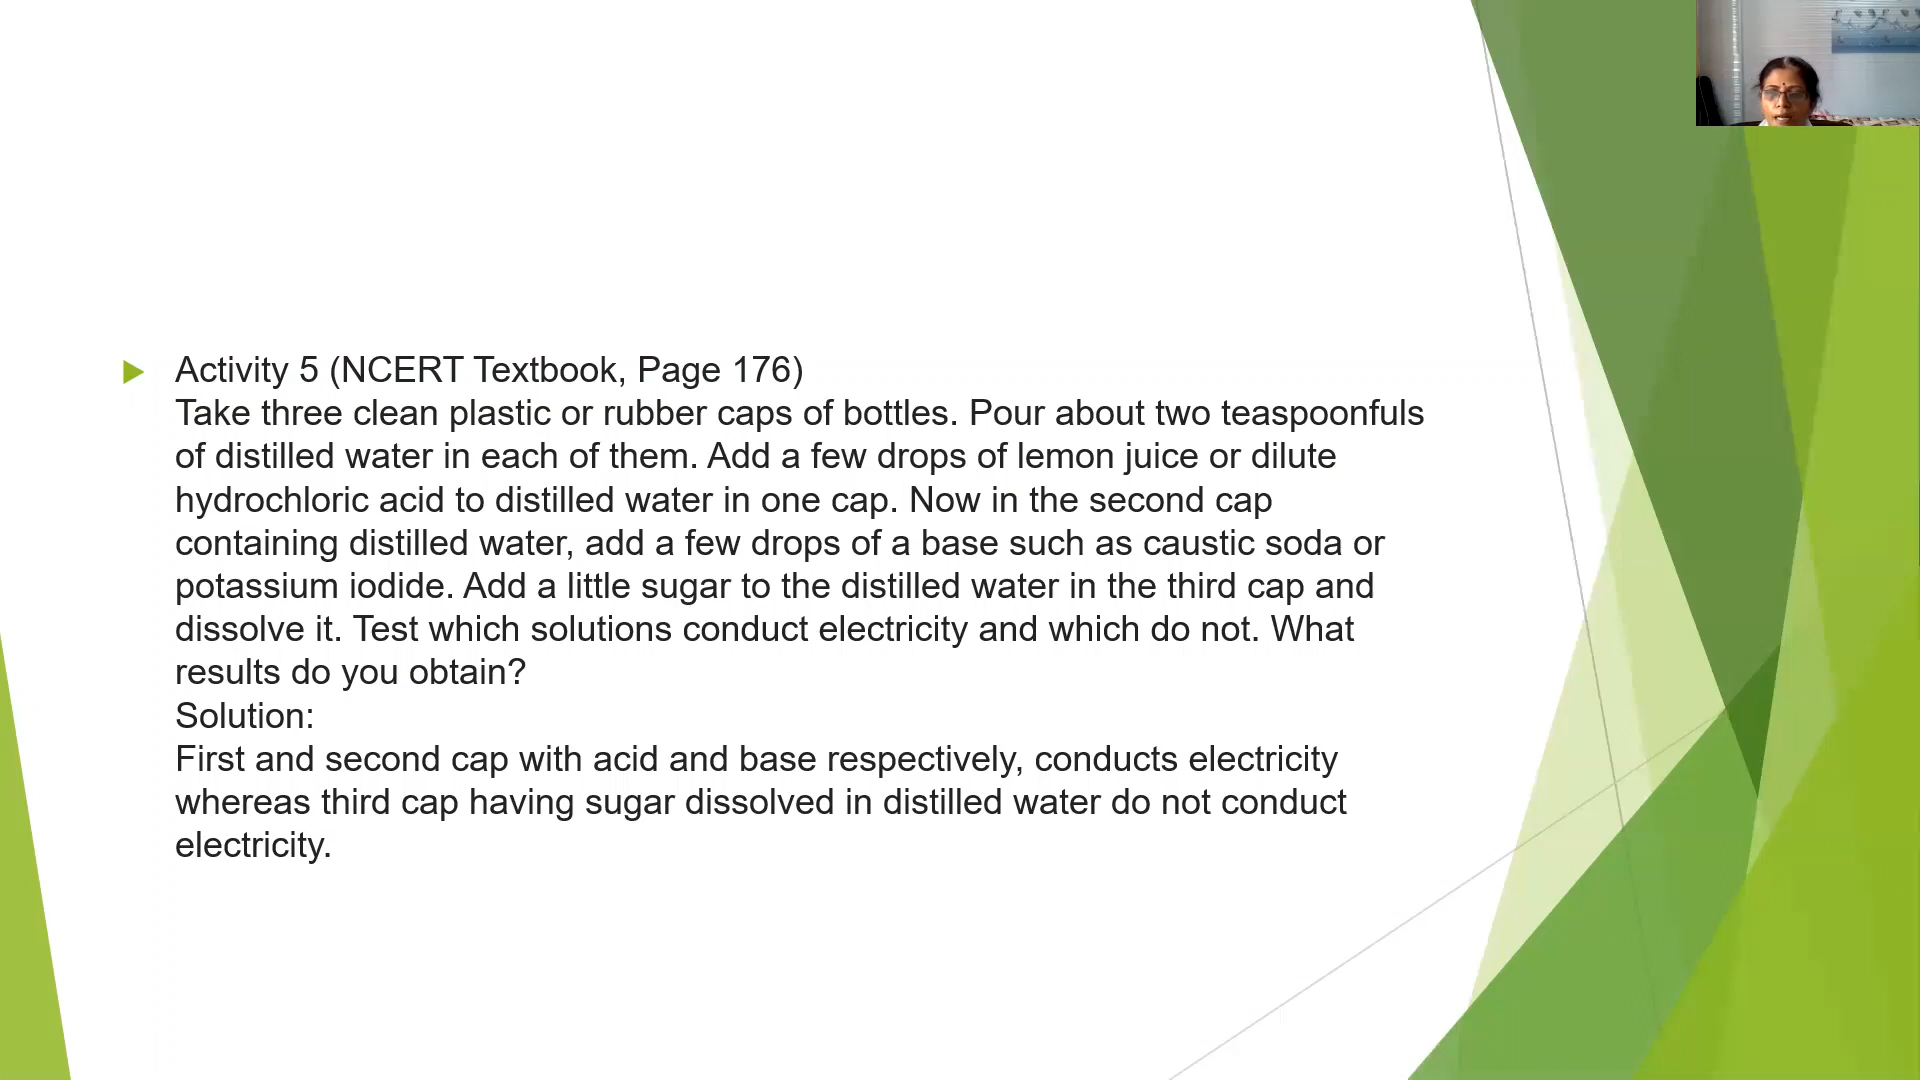 Activity 5 (NCERT Textbook, Page 176)
Take three clean plastic or rubber caps of bottles. Pour about two teaspoonfuls
of distilled water in each of them. Add a few drops of lemon juice or dilute
hydrochloric acid to distilled water in one cap. Now in the second cap
containing distilled water, add a few drops of a base such as caustic soda or
potassium iodide. Add a little sugar to the distilled water in the third cap and
dissolve it. Test which solutions conduct electricity and which do not. What
results do you obtain?
Solution:
First and second cap with acid and base respectively, conducts electricity
whereas third cap having sugar dissolved in distilled water do not conduct
electricity.